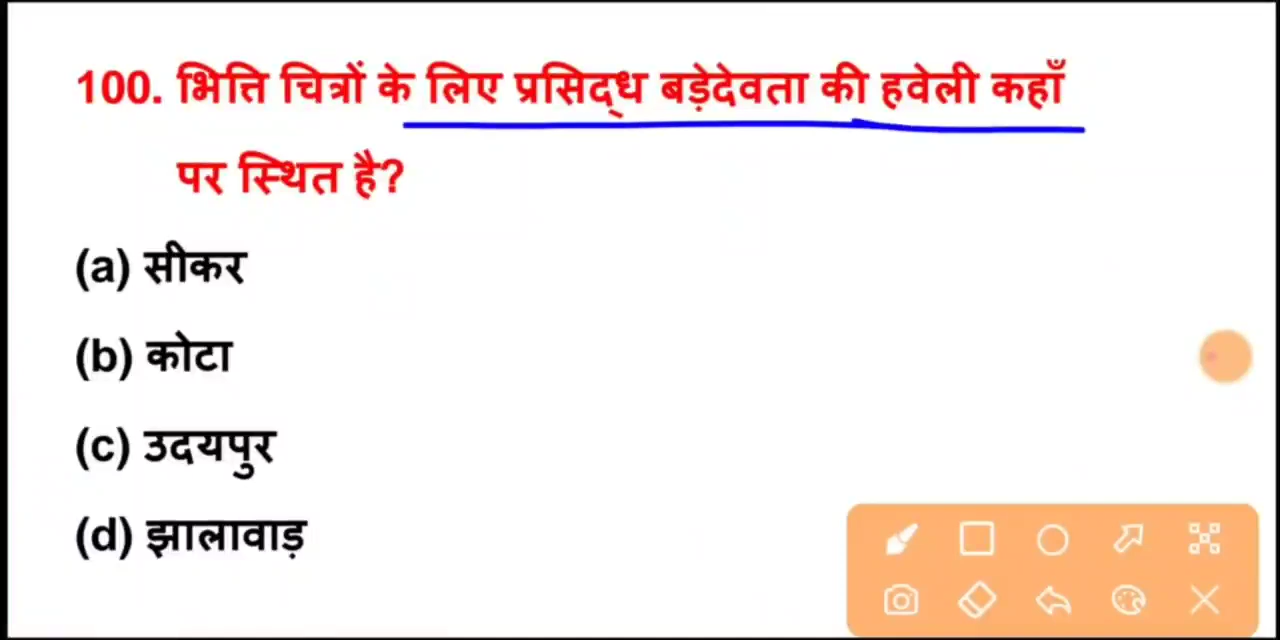 100. भित्ति चित्रों के लिए प्रसिद्ध बड़ेदेवता की हवेली कहाँ
पर स्थित है?
(a) सीकर
(b) कोटा
(c) उदयपुर
(d) झालावाड़